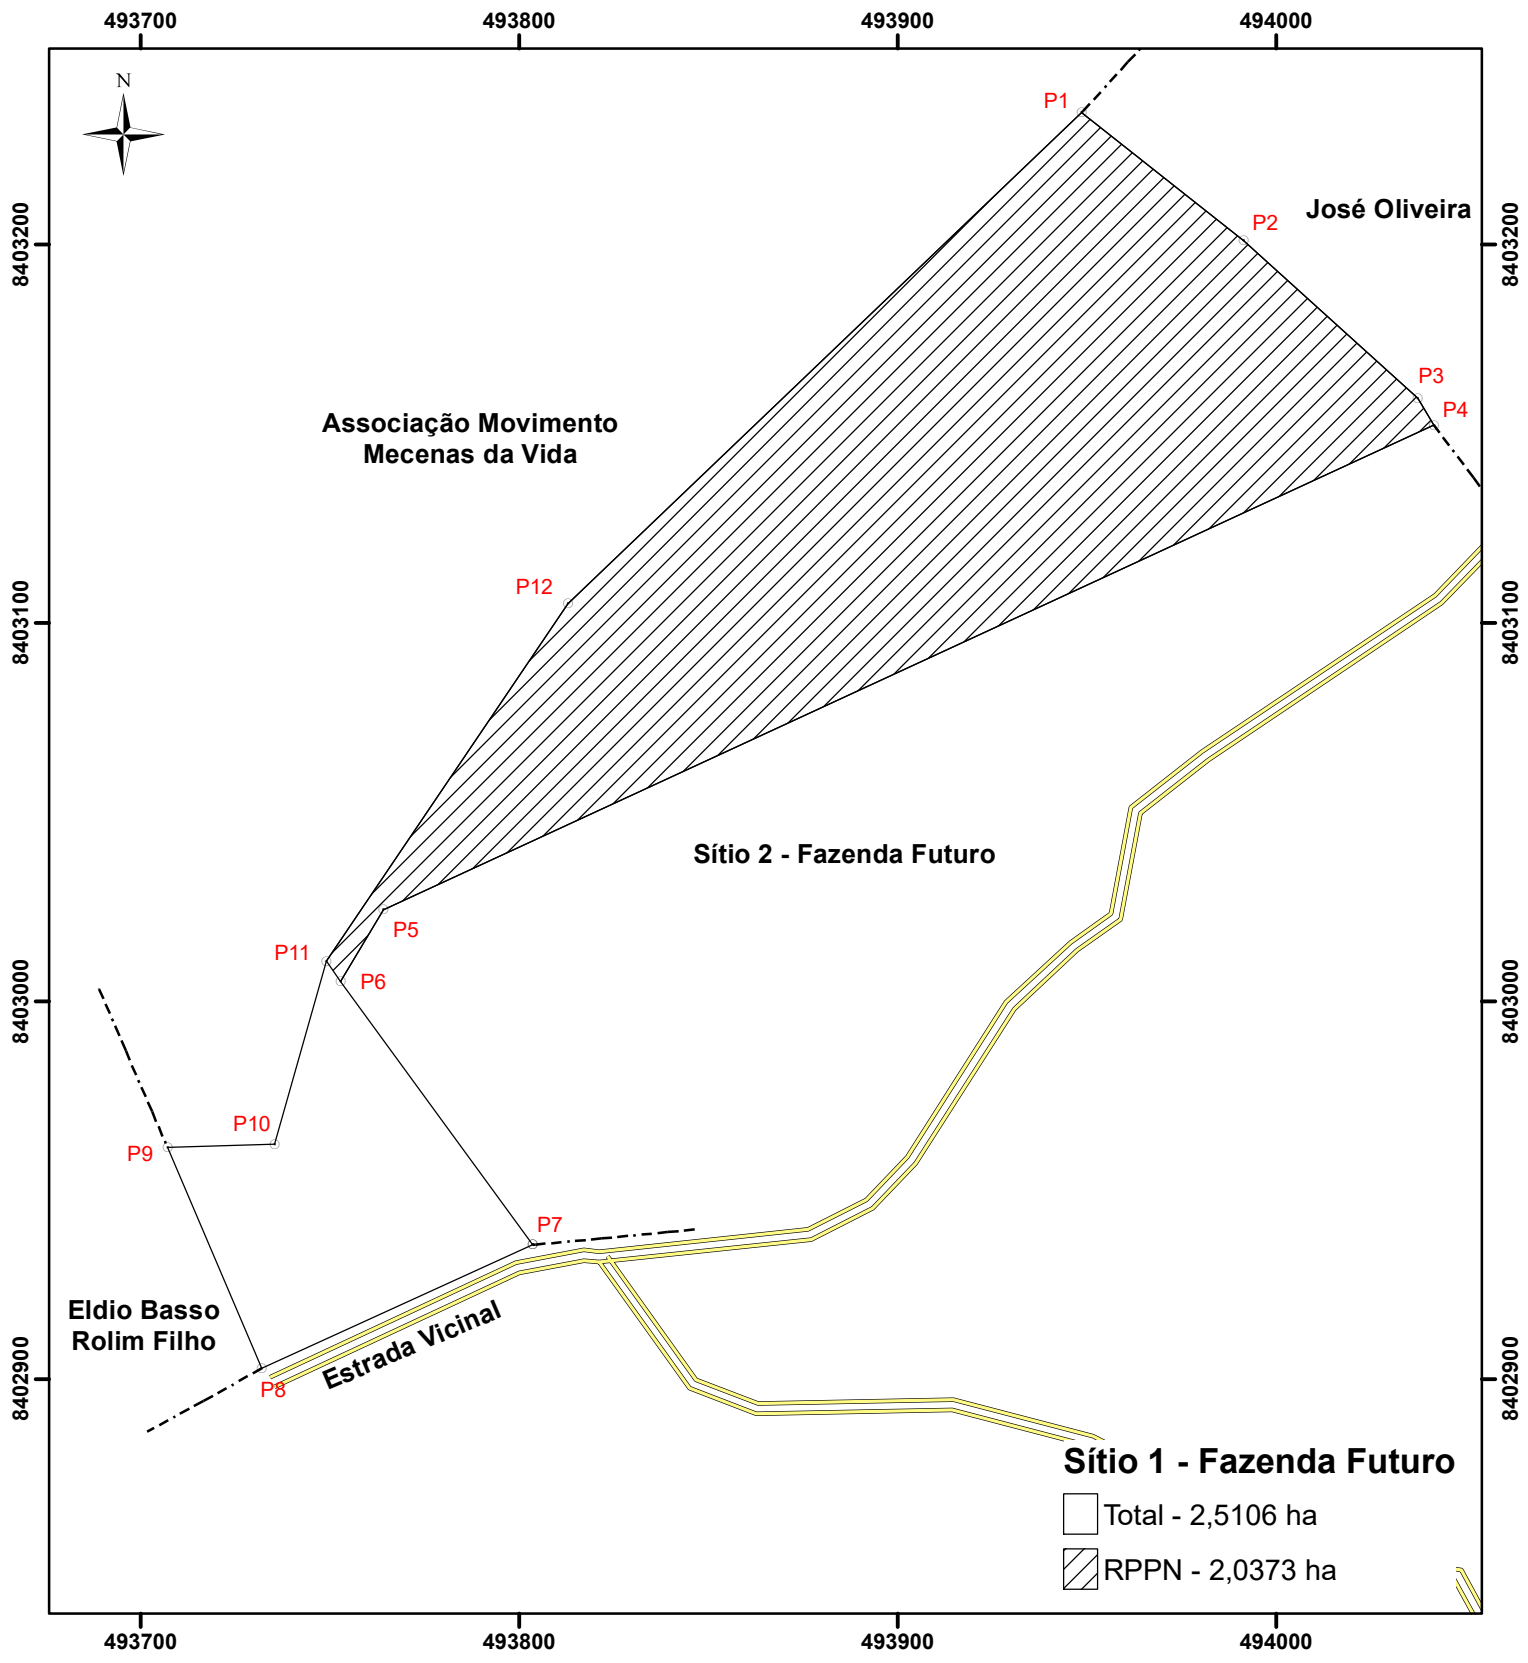 493700 493800 493900 494000
N
P1
José Oliveira
P2
8403200 8403200
P3
P4
Associação Movimento
Mecenas da Vida
P12
8403100 8403100
Sítio 2 - Fazenda Futuro
P5
P11
P6
8403000 8403000
P10
P9
P7
Eldio Basso
Rolim Filho
Estrada Vicinal
P8
8402900 8402900
Sítio 1 - Fazenda Futuro
Total - 2,5106 ha
RPPN - 2,0373 ha
493700 493800 493900 494000